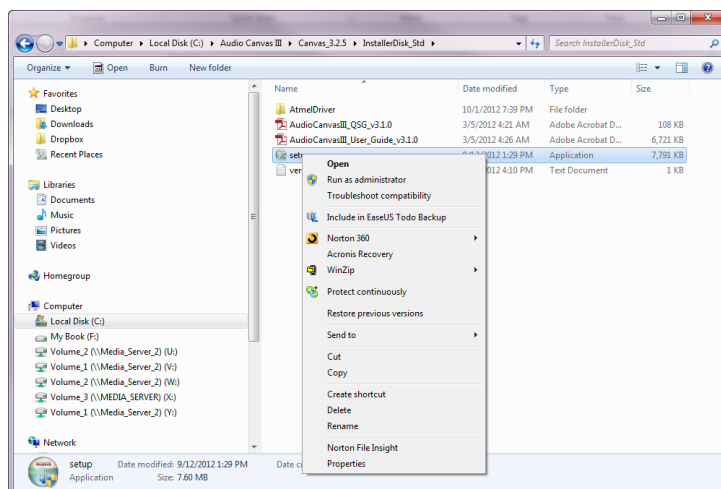 Computer ▸ Local Disk (C:) ▸ Audio Canvas III ▸ Canvas_3.2.5 ▸ InstallerDisk_Std ▸
Search InstallerDisk_Std
Organize Open Burn New folder
Name Date modified Type Size
Favorites
Desktop
Downloads
Dropbox
Recent Places
Libraries
Documents
Music
Pictures
Videos
Homegroup
Computer
Local Disk (C:)
My Book (F:)
Volume_2 (\\Media_Server_2) (U:)
Volume_1 (\\Media_Server_2) (V:)
Volume_2 (\\Media_Server_2) (W:)
Volume_3 (\\MEDIA_SERVER) (X:)
Volume_1 (\\Media_Server_2) (Y:)
Network
AtmelDriver 10/1/2012 7:39 PM File folder
AudioCanvasIII_QSG_v3.1.0 3/5/2012 4:21 AM Adobe Acrobat D... 108 KB
AudioCanvasIII_User_Guide_v3.1.0 3/5/2012 4:26 AM Adobe Acrobat D... 6,721 KB
setu 1:29 PM Application 7,791 KB
ver 2012 4:10 PM Text Document 1 KB
Open
Run as administrator
Troubleshoot compatibility
Include in EaseUS Todo Backup
Norton 360
Acronis Recovery
WinZip
Protect continuously
Restore previous versions
Send to
Cut
Copy
Create shortcut
Delete
Rename
Norton File Insight
Properties
setup Date modified: 9/12/2012 1:29 PM Date c
Application Size: 7.60 MB